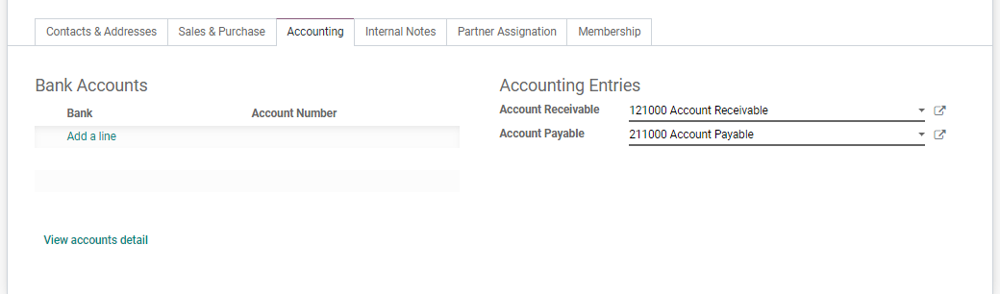 Contacts & Addresses Sales & Purchase Accounting Internal Notes Partner Assignation Membership
Bank Accounts
Bank Account Number
Add a line
View accounts detail
Accounting Entries
Account Receivable 121000 Account Receivable
Account Payable 211000 Account Payable